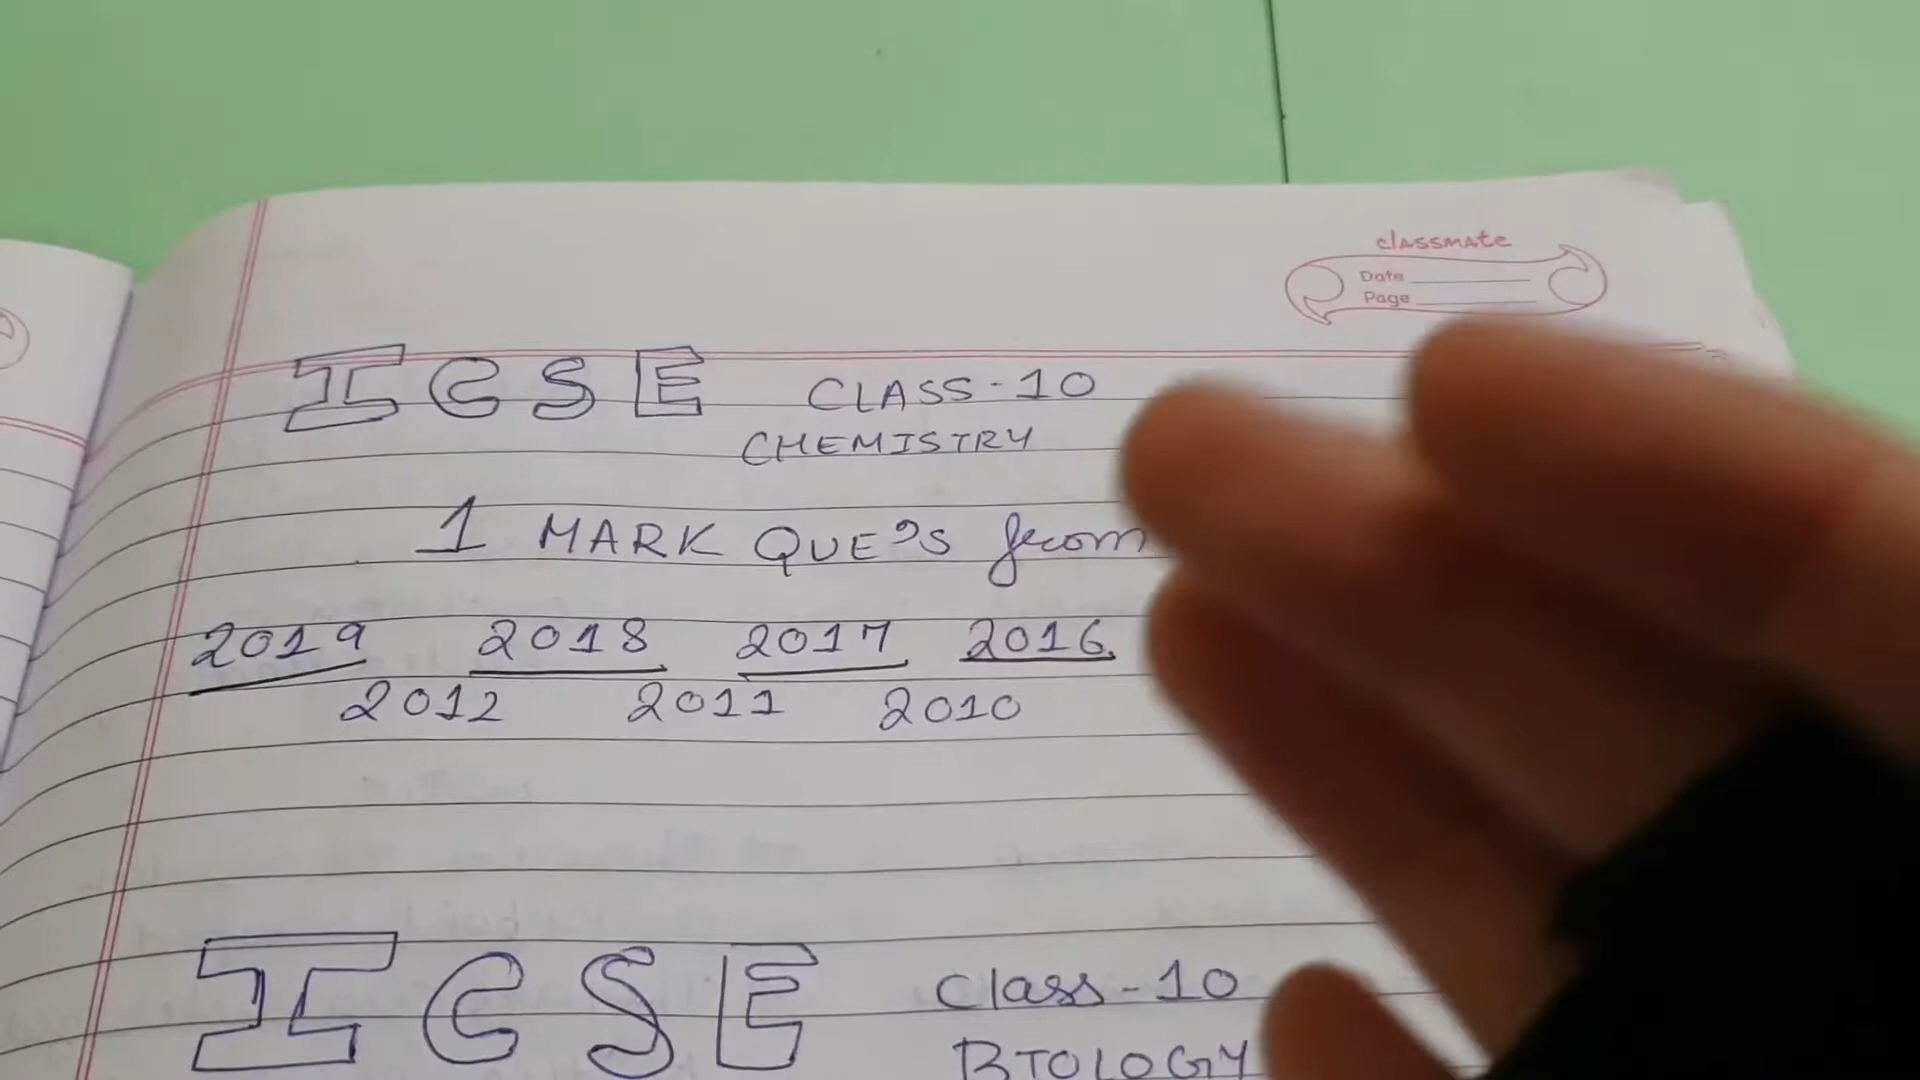 classmate
Date
Page
ICSE CLASS-10
CHEMISTRY
1 MARK QUE's from
2019 2018 2017 2016
2012 2011 2010
ICSE Class-10
BIOLOGY